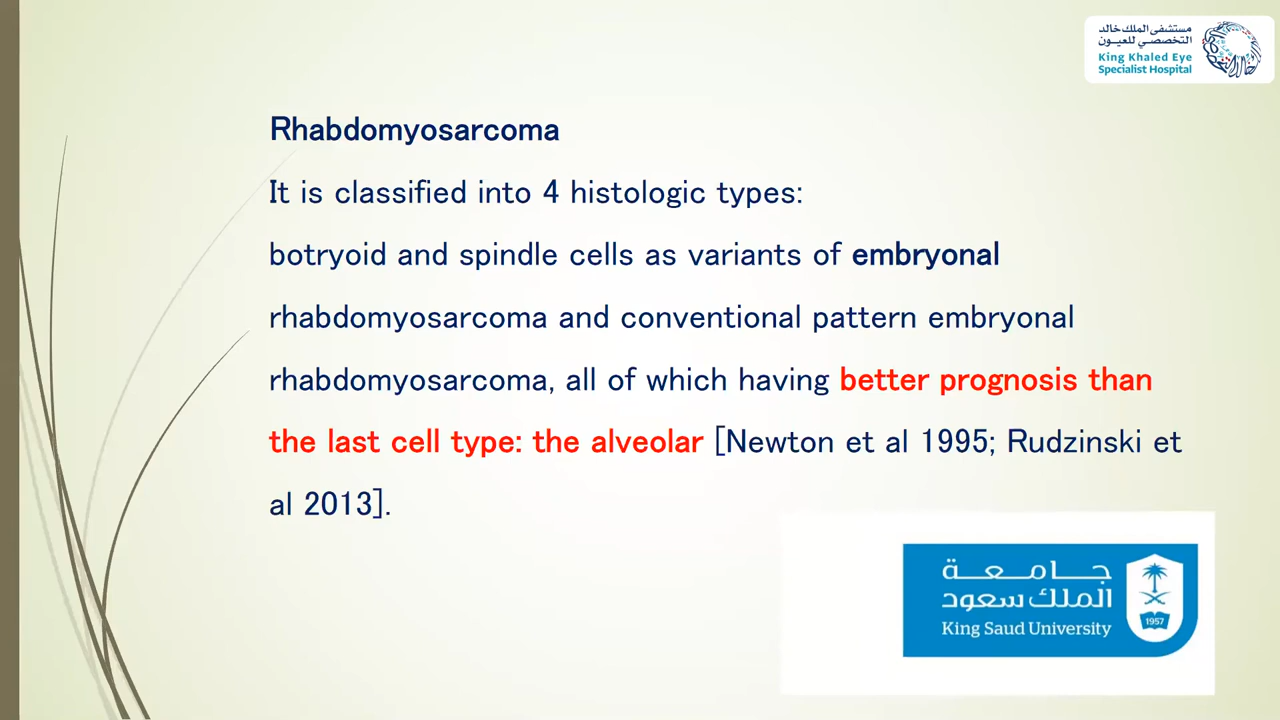 مستشفى الملك خالد
التخصصي للعيون
King Khaled Eye
Specialist Hospital
Rhabdomyosarcoma
It is classified into 4 histologic types:
botryoid and spindle cells as variants of embryonal
rhabdomyosarcoma and conventional pattern embryonal
rhabdomyosarcoma, all of which having better prognosis than
the last cell type: the alveolar [Newton et al 1995; Rudzinski et
al 2013].
جامعة
الملك سعود
King Saud University
1957